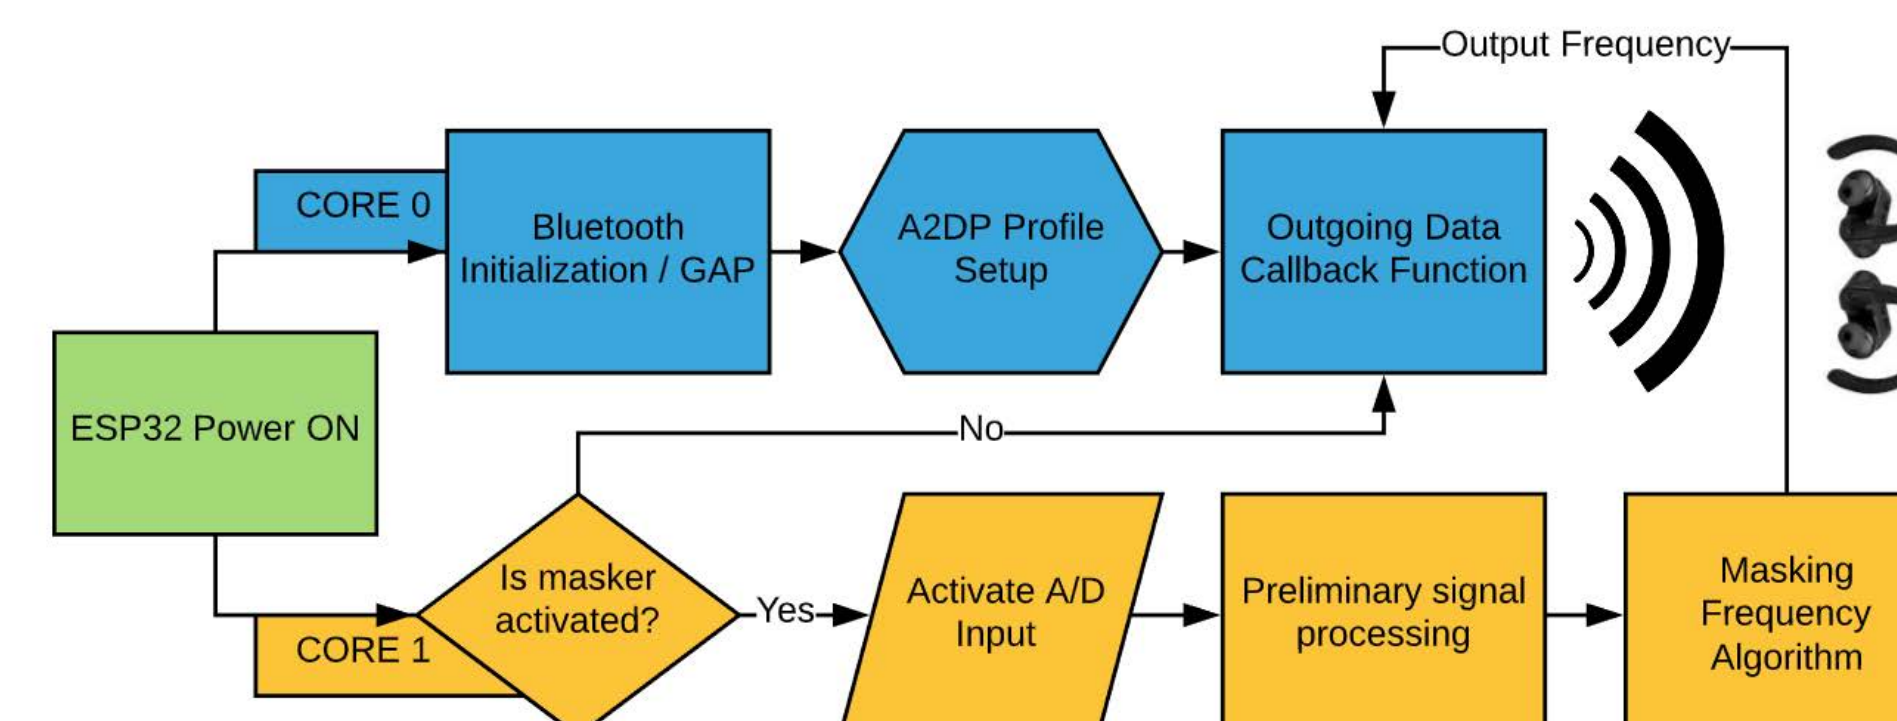 Output Frequency
CORE 0
Bluetooth
Initialization / GAP
A2DP Profile
Setup
Outgoing Data
Callback Function
ESP32 Power ON
No
Is masker
activated?
Yes
Activate A/D
Input
Preliminary signal
processing
Masking
Frequency
Algorithm
CORE 1